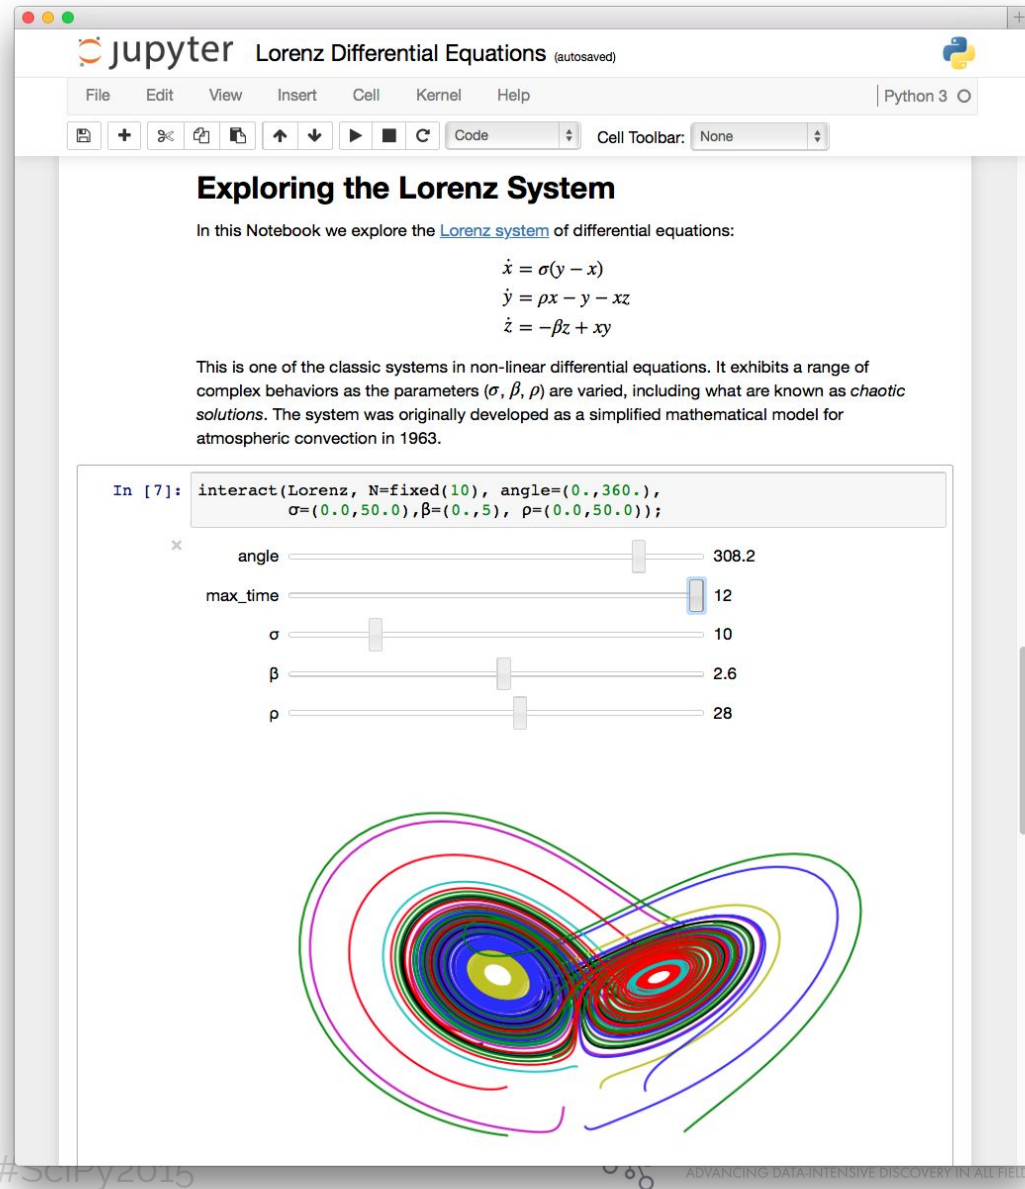 jupyter Lorenz Differential Equations (autosaved)
File Edit View Insert Cell Kernel Help Python 3
Code Cell Toolbar: None
Exploring the Lorenz System
In this Notebook we explore the Lorenz system of differential equations:
ẋ = σ(y − x)
ẏ = ρx − y − xz
ż = −βz + xy
This is one of the classic systems in non-linear differential equations. It exhibits a range of
complex behaviors as the parameters (σ, β, ρ) are varied, including what are known as chaotic
solutions. The system was originally developed as a simplified mathematical model for
atmospheric convection in 1963.
In [7]: interact(Lorenz, N=fixed(10), angle=(0.,360.),
σ=(0.0,50.0),β=(0.,5), ρ=(0.0,50.0));
angle 308.2
max_time 12
σ 10
β 2.6
ρ 28
#SciPy2015
ADVANCING DATA-INTENSIVE DISCOVERY IN ALL FIEL